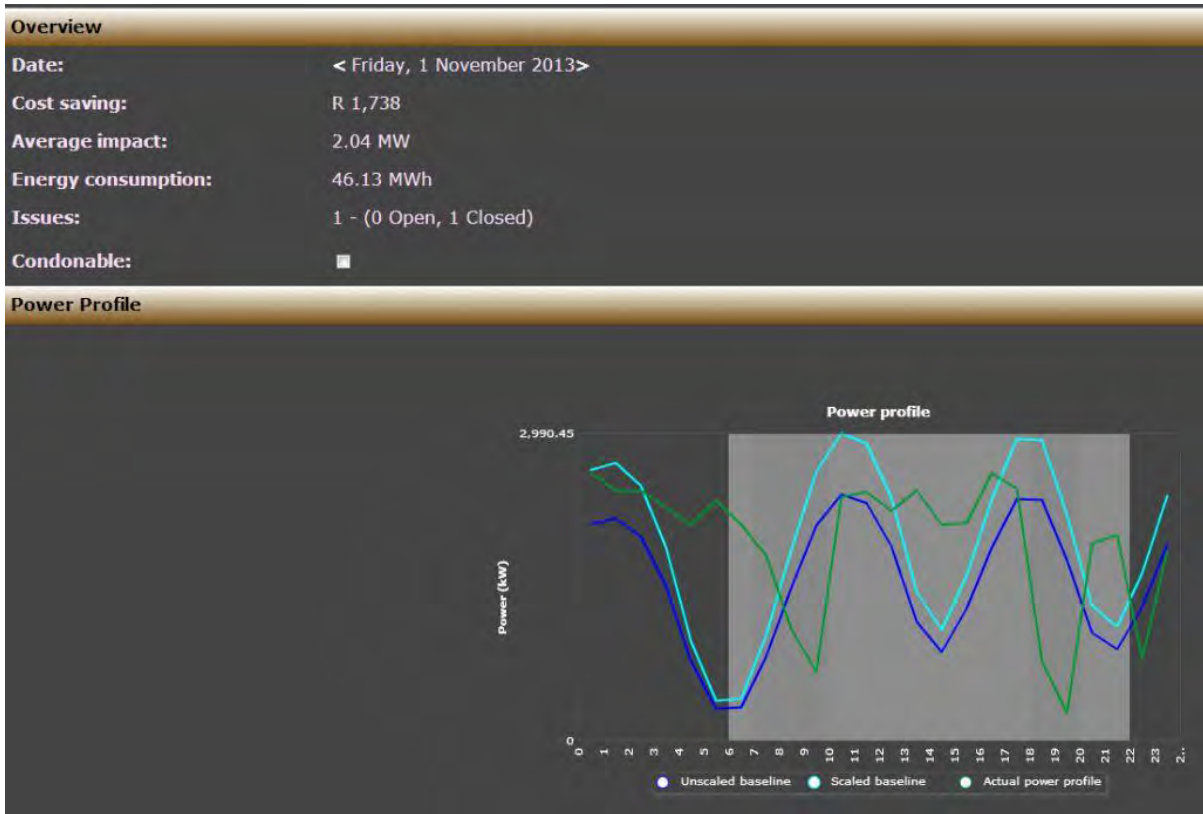 Overview
Date: < Friday, 1 November 2013>
Cost saving: R 1,738
Average impact: 2.04 MW
Energy consumption: 46.13 MWh
Issues: 1 - (0 Open, 1 Closed)
Condonable:
Power Profile
Power profile
2,990.45
Power (kW)
0
0 1 2 3 4 5 6 7 8 9 10 11 12 13 14 15 16 17 18 19 20 21 22 23 2..
Unscaled baseline Scaled baseline Actual power profile